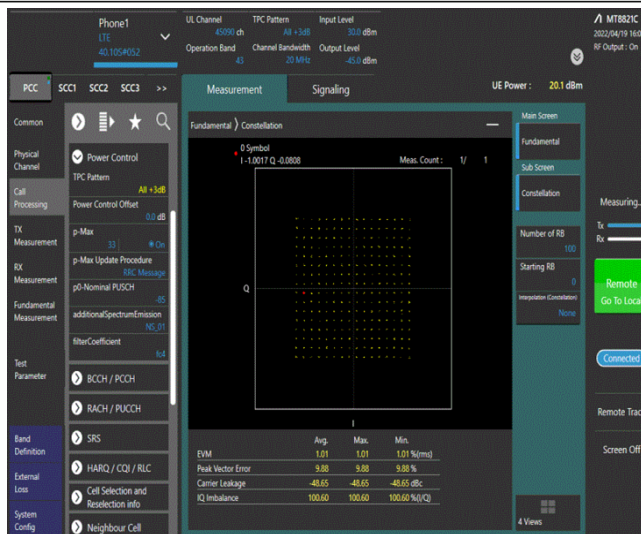 Phone1
LTE
40.105#052
UL Channel TPC Pattern Input Level
45090 ch All +3dB 30.0 dBm
Operation Band Channel Bandwidth Output Level
43 20 MHz -45.0 dBm
MT8821C
2022/04/19 16:0
RF Output : On
PCC SCC1 SCC2 SCC3 >>
Measurement Signaling
UE Power : 20.1 dBm
Common
Physical
Channel
Call
Processing
TX
Measurement
RX
Measurement
Fundamental
Measurement
Test
Parameter
Band
Definition
External
Loss
System
Config
Power Control
TPC Pattern
All +3dB
Power Control Offset
0.0 dB
p-Max
33 On
p-Max Update Procedure
RRC Message
p0-Nominal PUSCH
-85
additionalSpectrumEmission
NS_01
filterCoefficient
fc4
BCCH / PCCH
RACH / PUCCH
SRS
HARQ / CQI / RLC
Cell Selection and
Reselection info
Neighbour Cell
Fundamental > Constellation
0 Symbol
I -1.0017 Q -0.0808 Meas. Count : 1/ 1
Q
I
Avg. Max. Min.
EVM 1.01 1.01 1.01 %(rms)
Peak Vector Error 9.88 9.88 9.88 %
Carrier Leakage -48.65 -48.65 -48.65 dBc
IQ Imbalance 100.60 100.60 100.60 %(I/Q)
Main Screen
Fundamental
Sub Screen
Constellation
Number of RB
100
Starting RB
0
Interpolation (Constellation)
None
4 Views
Measuring..
Tx
Rx
Remote
Go To Local
Connected
Remote Trac
Screen Off